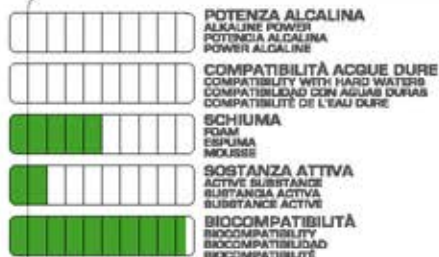 POTENZA ALCALINA
ALKALINE POWER
POTENCIA ALCALINA
POWER ALCALINE
COMPATIBILITÀ ACQUE DURE
COMPATIBILITY WITH HARD WATERS
COMPATIBILIDAD CON AGUAS DURAS
COMPATIBILITÉ DE L'EAU DURE
SCHIUMA
FOAM
ESPUMA
MOUSSE
SOSTANZA ATTIVA
ACTIVE SUBSTANCE
SUSTANCIA ACTIVA
SUBSTANCE ACTIVE
BIOCOMPATIBILITÀ
BIOCOMPATIBILITY
BIOCOMPATIBILIDAD
BIOCOMPATIBILITÉ